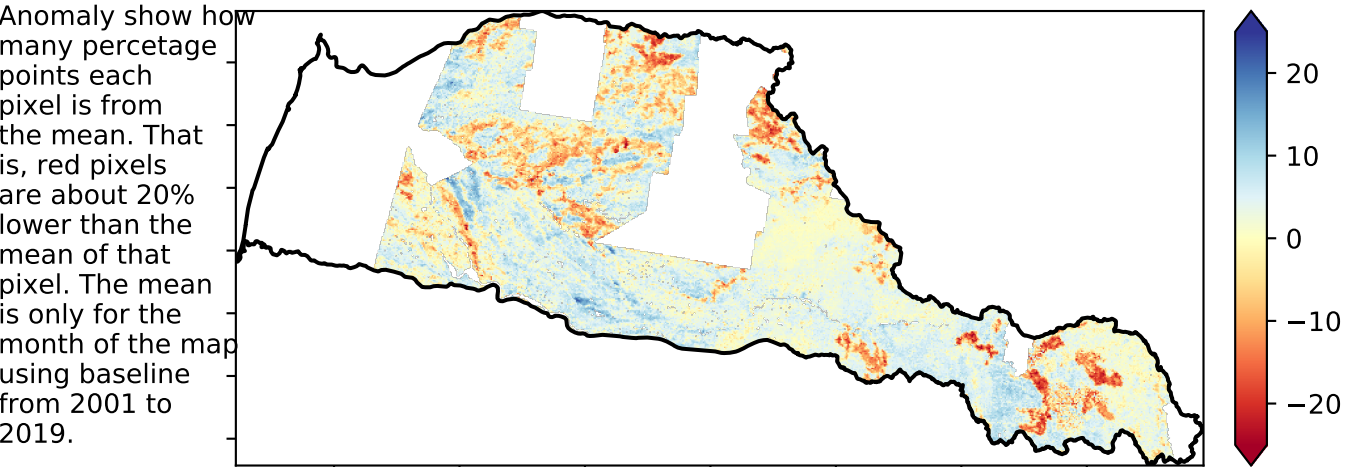 Anomaly show how
many percetage
points each
pixel is from
the mean. That
is, red pixels
are about 20%
lower than the
mean of that
pixel. The mean
is only for the
month of the map
using baseline
from 2001 to
2019.
20
10
0
−10
−20